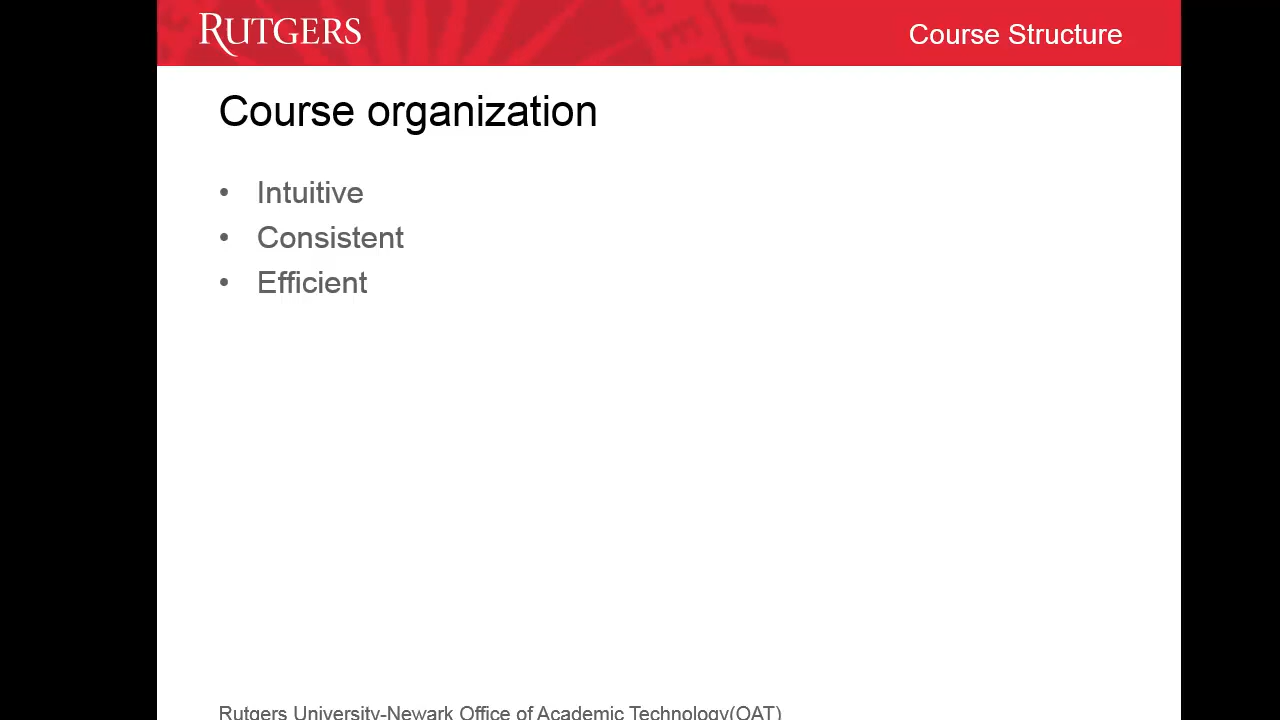 RUTGERS
Course Structure
Course organization
• Intuitive
• Consistent
• Efficient
Rutgers University-Newark Office of Academic Technology(OAT)